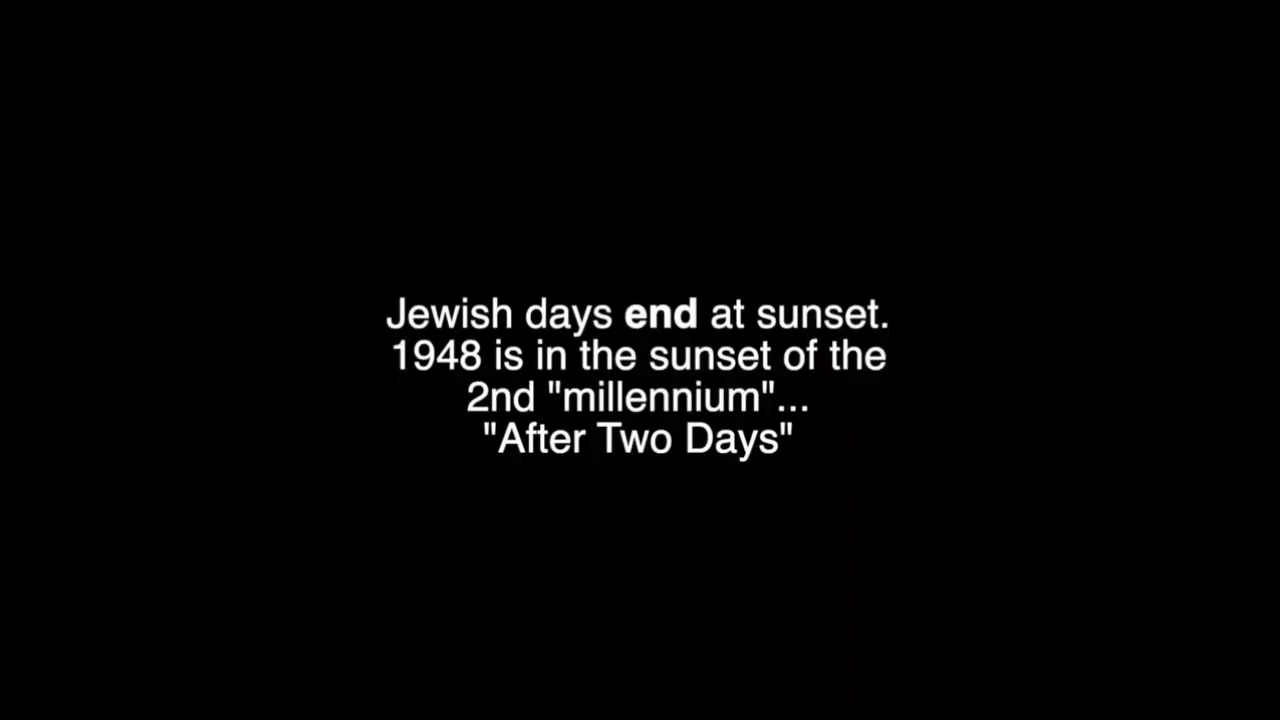 Jewish days end at sunset.
1948 is in the sunset of the
2nd "millennium"...
"After Two Days"